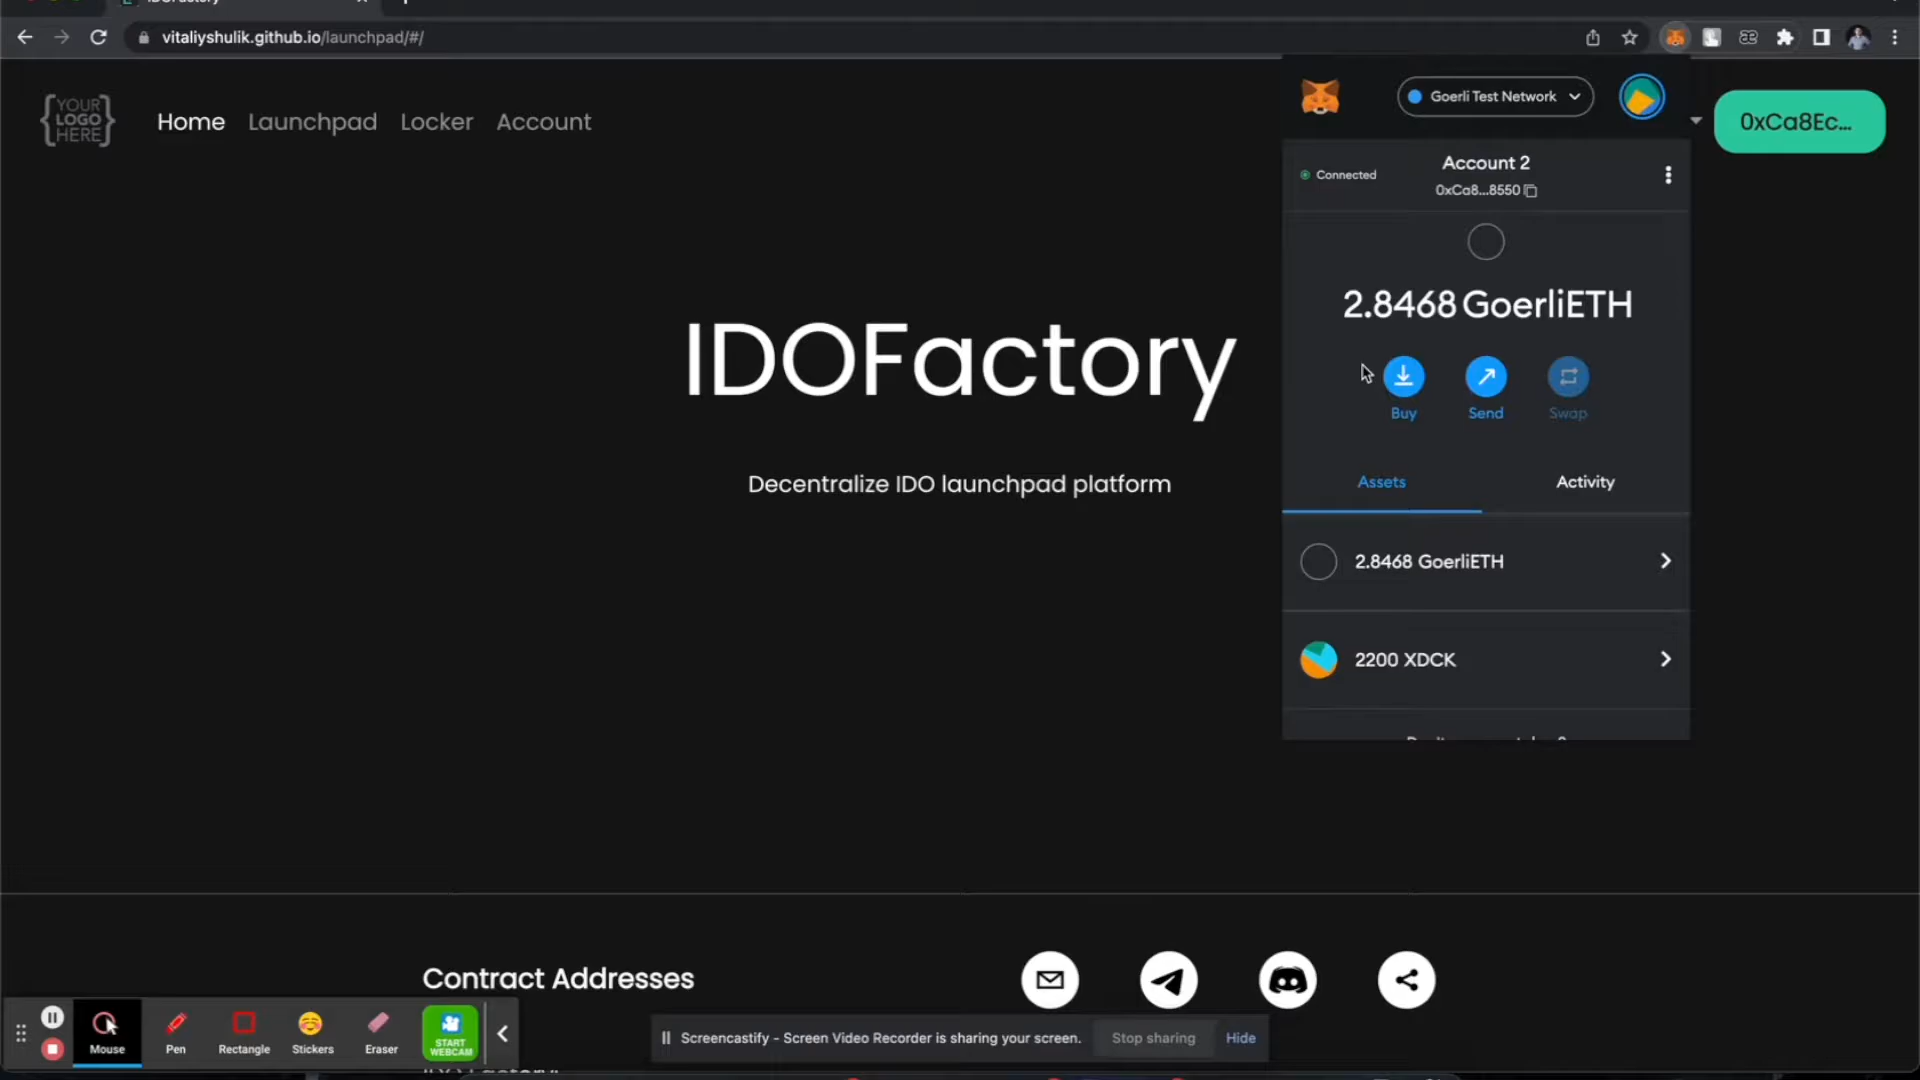 IDOFactory
vitaliyshulik.github.io/launchpad/#/
{YOUR LOGO HERE}
Home
Launchpad
Locker
Account
Goerli Test Network
0xCa8Ec...
Connected
Account 2
0xCa8...8550
2.8468 GoerliETH
Buy
Send
Swap
Assets
Activity
2.8468 GoerliETH
2200 XDCK
IDOFactory
Decentralize IDO launchpad platform
Contract Addresses
Mouse
Pen
Rectangle
Stickers
Eraser
START
WEBCAM
Screencastify - Screen Video Recorder is sharing your screen.
Stop sharing
Hide